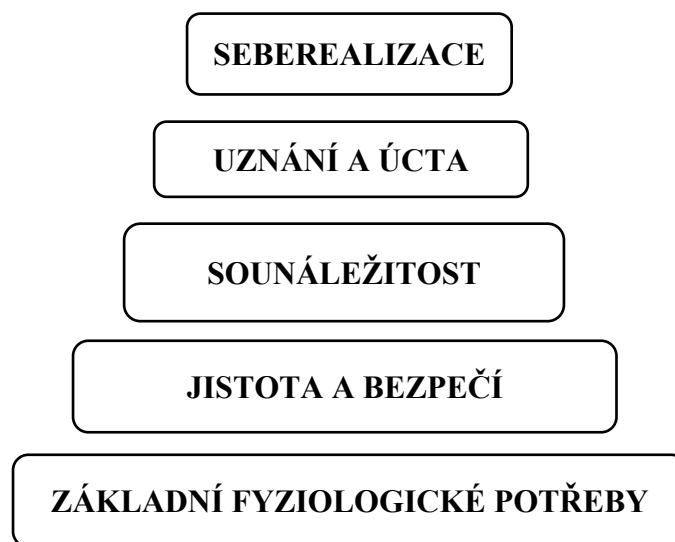 SEBEREALIZACE
UZNÁNÍ A ÚCTA
SOUNÁLEŽITOST
JISTOTA A BEZPEČÍ
ZÁKLADNÍ FYZIOLOGICKÉ POTŘEBY